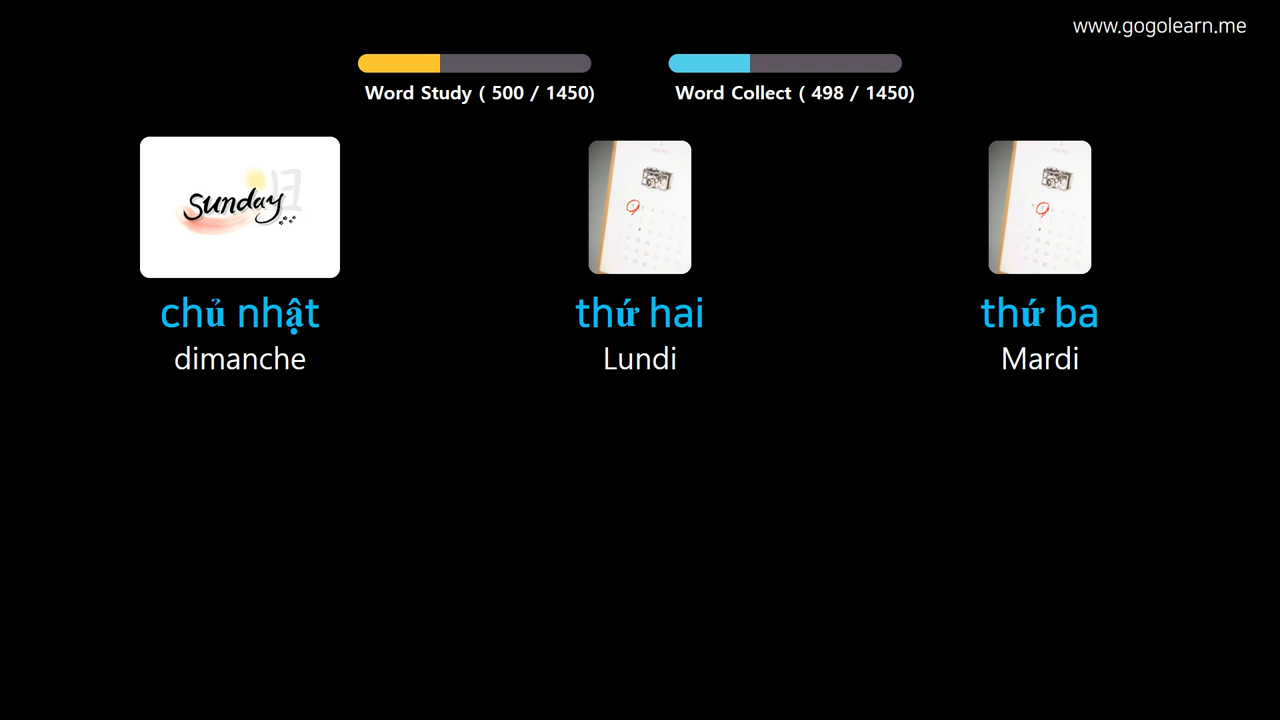 www.gogolearn.me
Word Study ( 500 / 1450)
Word Collect ( 498 / 1450)
Sunday
日
chủ nhật
thứ hai
thứ ba
dimanche
Lundi
Mardi